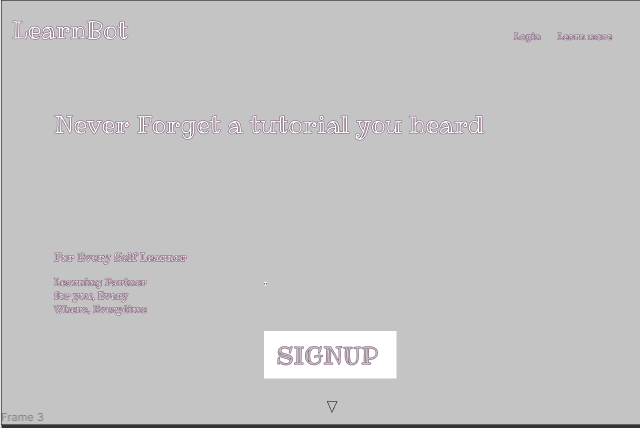 LearnBot
Login Learn more
Never Forget a tutorial you heard
For Every Self Learner
Learning Partner
for you, Every
Where, Everytime
SIGNUP
Frame 3